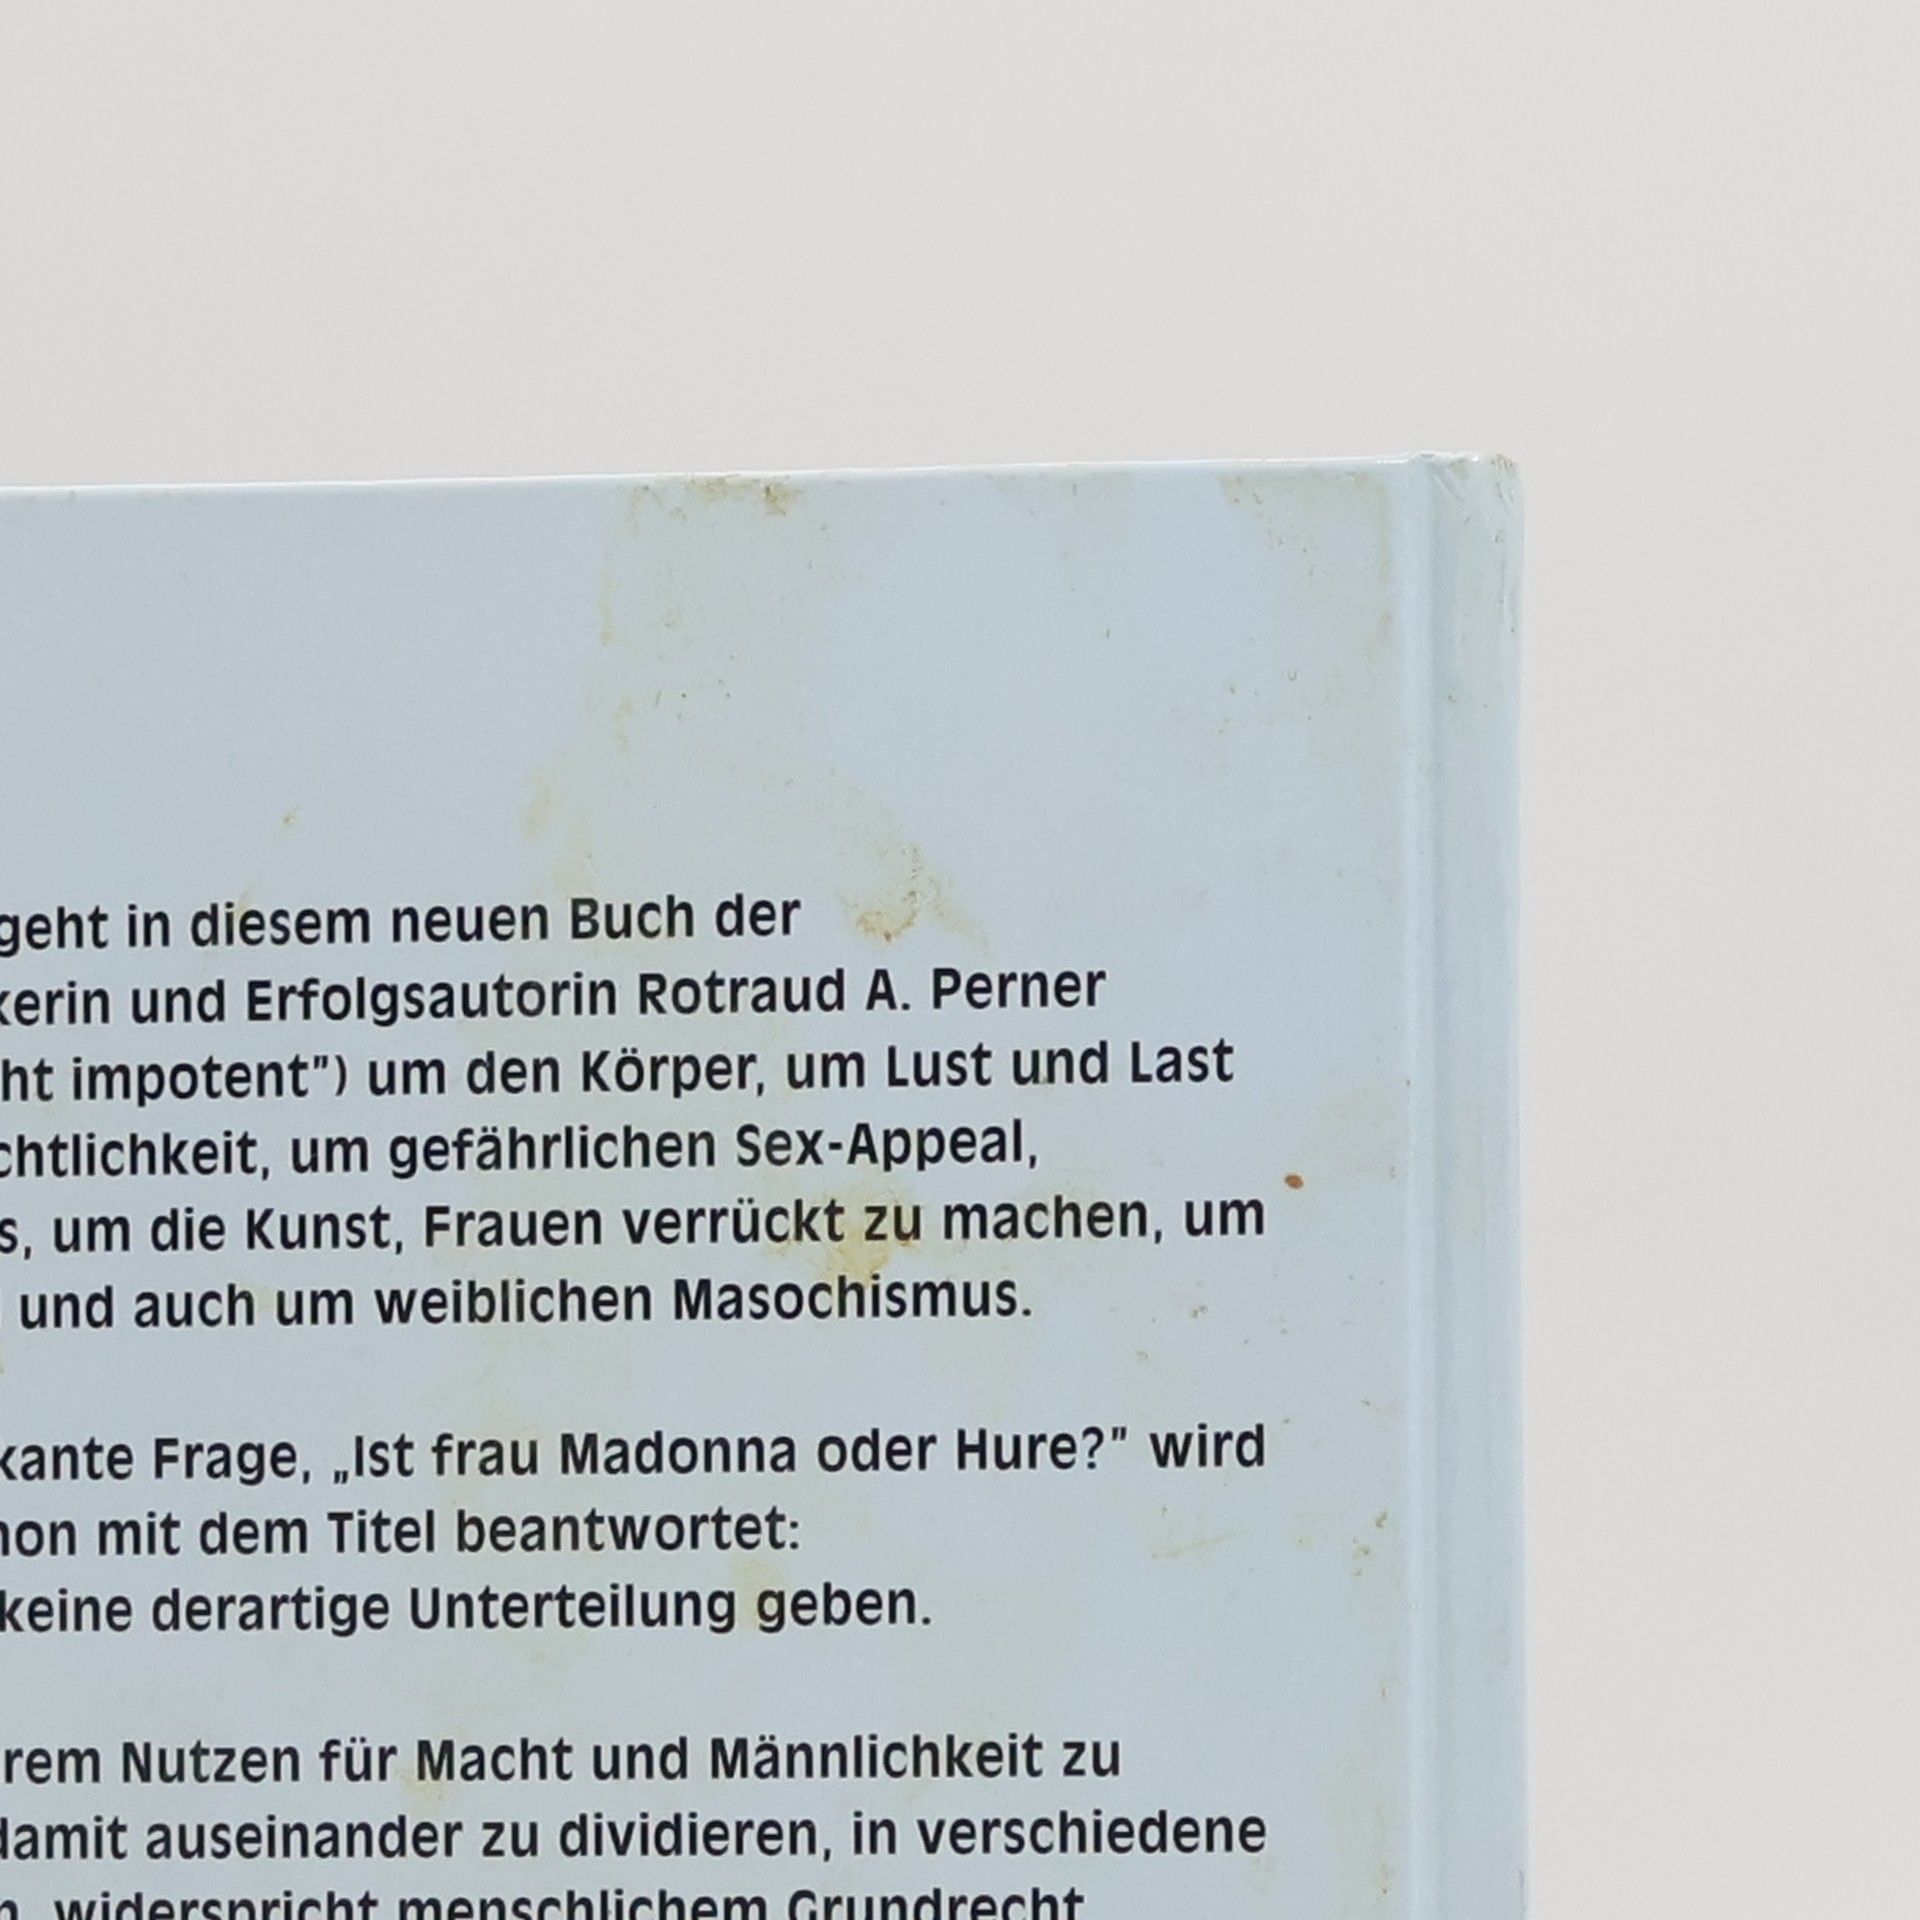 geht in diesem neuen Buch der
kerin und Erfolgsautorin Rotraud A. Perner
ht impotent") um den Körper, um Lust und Last
chtlichkeit, um gefährlichen Sex-Appeal,
s, um die Kunst, Frauen verrückt zu machen, um
und auch um weiblichen Masochismus.
kante Frage, „Ist frau Madonna oder Hure?" wird
hon mit dem Titel beantwortet:
keine derartige Unterteilung geben.
rem Nutzen für Macht und Männlichkeit zu
damit auseinander zu dividieren, in verschiedene
n, widerspricht menschlichem Grundrecht